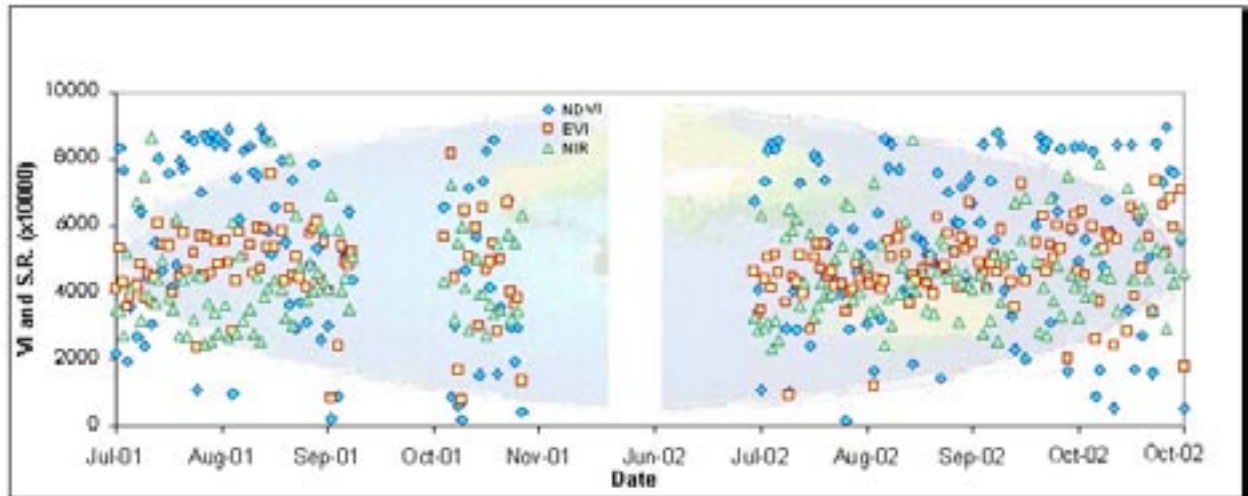 10000
8000
6000
4000
2000
0
VI and S.R. (x10000)
NDVI
EVI
NIR
Jul-01 Aug-01 Sep-01 Oct-01 Nov-01 Jun-02 Jul-02 Aug-02 Sep-02 Oct-02 Oct-02
Date